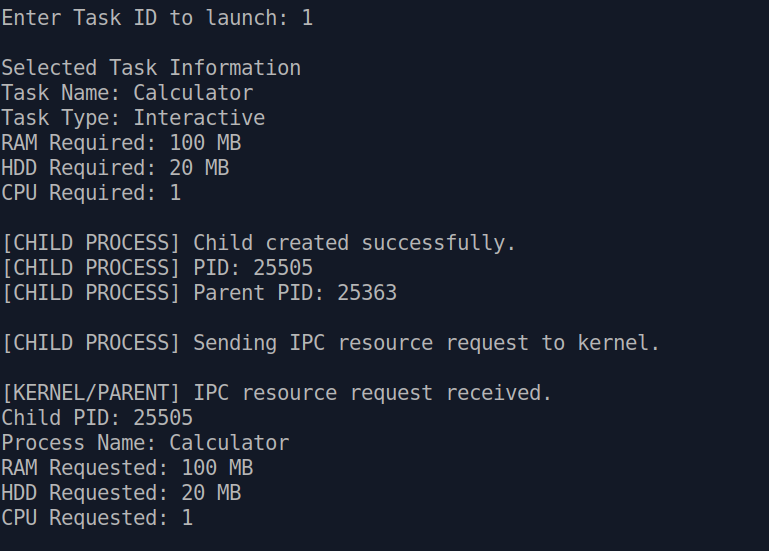 Enter Task ID to launch: 1
Selected Task Information
Task Name: Calculator
Task Type: Interactive
RAM Required: 100 MB
HDD Required: 20 MB
CPU Required: 1
[CHILD PROCESS] Child created successfully.
[CHILD PROCESS] PID: 25505
[CHILD PROCESS] Parent PID: 25363
[CHILD PROCESS] Sending IPC resource request to kernel.
[KERNEL/PARENT] IPC resource request received.
Child PID: 25505
Process Name: Calculator
RAM Requested: 100 MB
HDD Requested: 20 MB
CPU Requested: 1